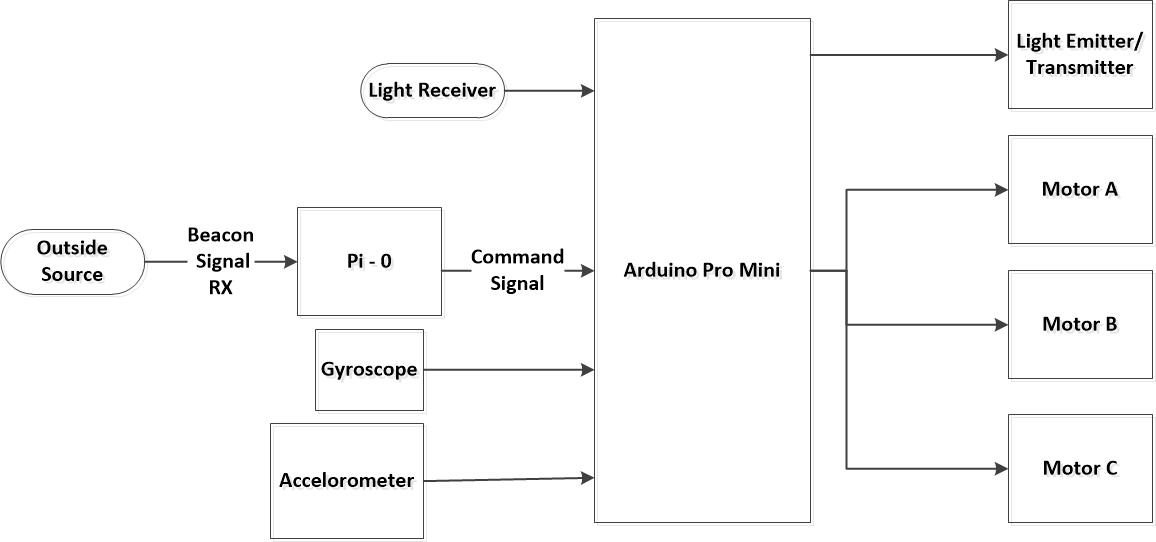 Light Emitter/
Transmitter
Light Receiver
Motor A
Outside
Source
Beacon
Signal
RX
Pi - 0
Command
Signal
Arduino Pro Mini
Motor B
Gyroscope
Accelorometer
Motor C